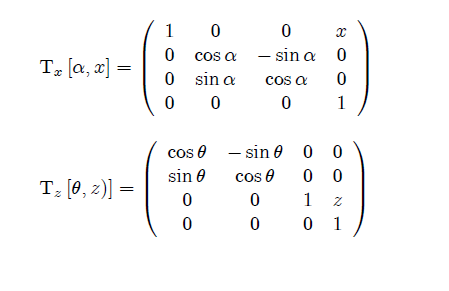 1 0 0 x
0 cos α − sin α 0
Tx [α, x] =
0 sin α cos α 0
0 0 0 1
cos θ − sin θ 0 0
sin θ cos θ 0 0
Tz [θ, z)] =
0 0 1 z
0 0 0 1